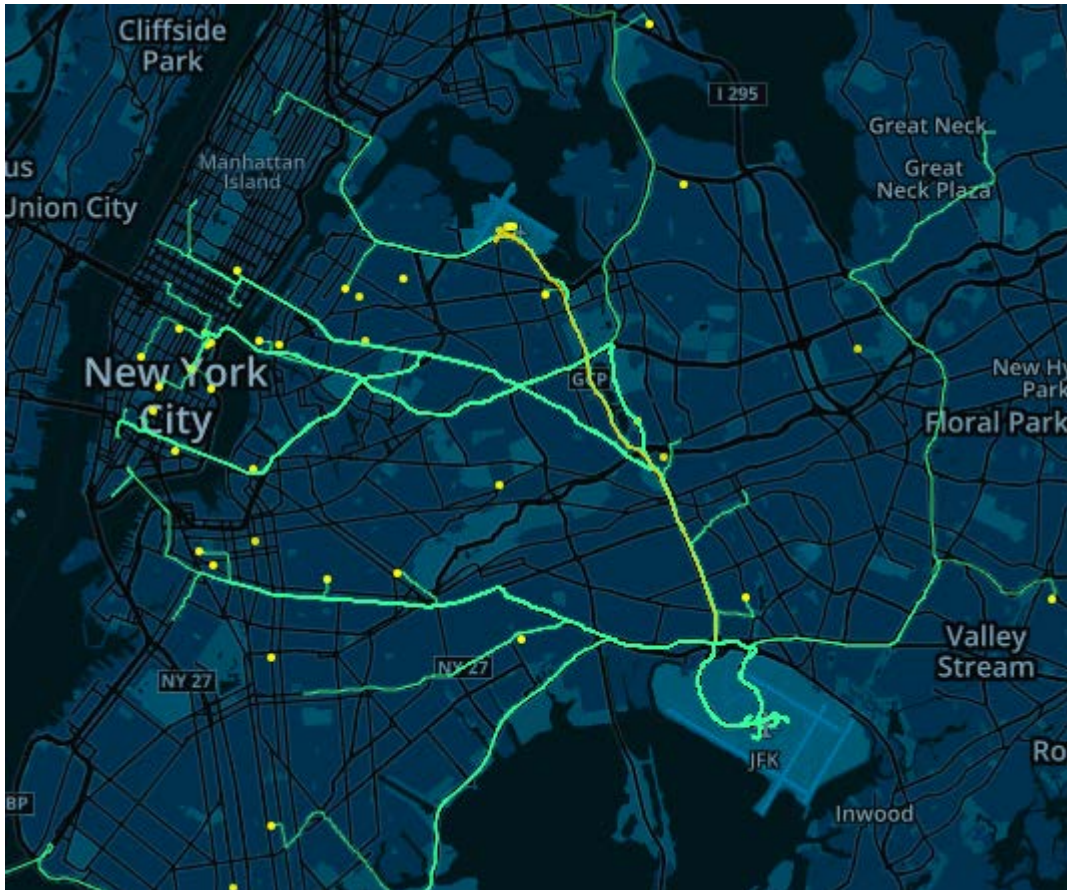 Cliffside
Park
I 295
Great Neck
Manhattan
Island
us
Great
Neck Plaza
Union City
New Hy
Park
New York
City
GCP
Floral Park
Valley
Stream
NY 27
NY 27
JFK
Ro
BP
Inwood